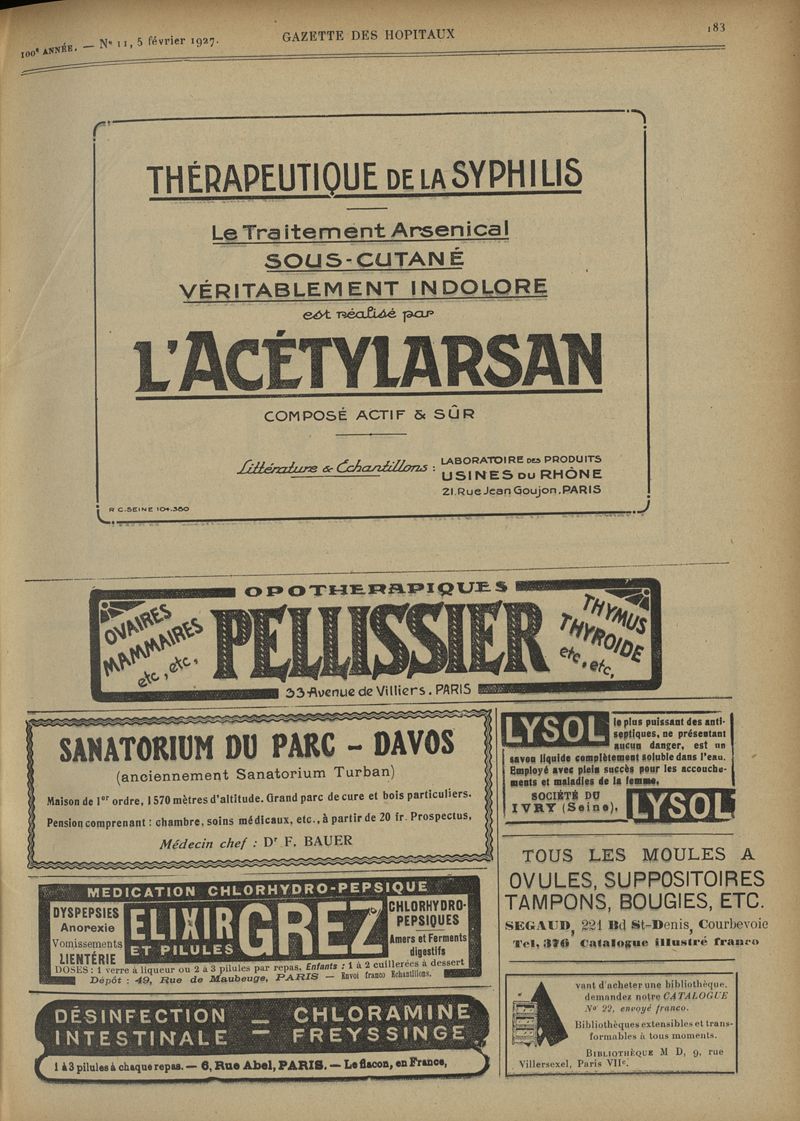 100e ANNÉE. — N° 11, 5 février 1927.
GAZETTE DES HOPITAUX
183
THÉRAPEUTIQUE DE LA SYPHILIS
Le Traitement Arsenical
SOUS-CUTANÉ
VÉRITABLEMENT INDOLORE
est réalisé par
L'ACÉTYLARSAN
COMPOSÉ ACTIF & SÛR
Littérature & Échantillons :
LABORATOIRE DES PRODUITS
USINES DU RHÔNE
21. Rue Jean Goujon. PARIS
R C. SEINE 104.380
OPOTHERAPIQUES
OVAIRES
MAMMAIRES
etc, etc,
PELLISSIER
THYMUS
THYROIDE
etc, etc,
33-Avenue de Villiers. PARIS
SANATORIUM DU PARC - DAVOS
(anciennement Sanatorium Turban)
Maison de 1er ordre, 1570 mètres d'altitude. Grand parc de cure et bois particuliers.
Pension comprenant : chambre, soins médicaux, etc., à partir de 20 fr. Prospectus,
Médecin chef : Dr F. BAUER
LYSOL
le plus puissant des anti-
septiques, ne présentant
aucun danger, est un
savon liquide complètement soluble dans l'eau.
Employé avec plein succès pour les accouche-
ments et maladies de la femme,
SOCIÉTÉ DU
IVRY (Seine),
LYSOL
TOUS LES MOULES A
OVULES, SUPPOSITOIRES
TAMPONS, BOUGIES, ETC.
SEGAUD, 221 Bd St-Denis, Courbevoie
Tel, 376 Catalogue illustré franco
MEDICATION CHLORHYDRO-PEPSIQUE
DYSPEPSIES
Anorexie
Vomissements
LIENTÉRIE
ELIXIR
ET PILULES
GREZ
CHLORHYDRO-
PEPSIQUES
Amers et Ferments
digestifs
DOSES : 1 verre à liqueur ou 2 à 3 pilules par repas. Enfants : 1 à 2 cuillerées à dessert
Dépôt : 49, Rue de Maubeuge, PARIS — Envoi franco Echantillons.
DÉSINFECTION
INTESTINALE
=
CHLORAMINE
FREYSSINGE
1 à 3 pilules à chaque repas. — 6, Rue Abel, PARIS. — Le flacon, en France,
A
vant d'acheter une bibliothèque,
demandez notre CATALOGUE
N° 22, envoyé franco.
Bibliothèques extensibles et trans-
formables à tous moments.
BIBLIOTHÈQUE M D, 9, rue
Villersexel, Paris VIIe.